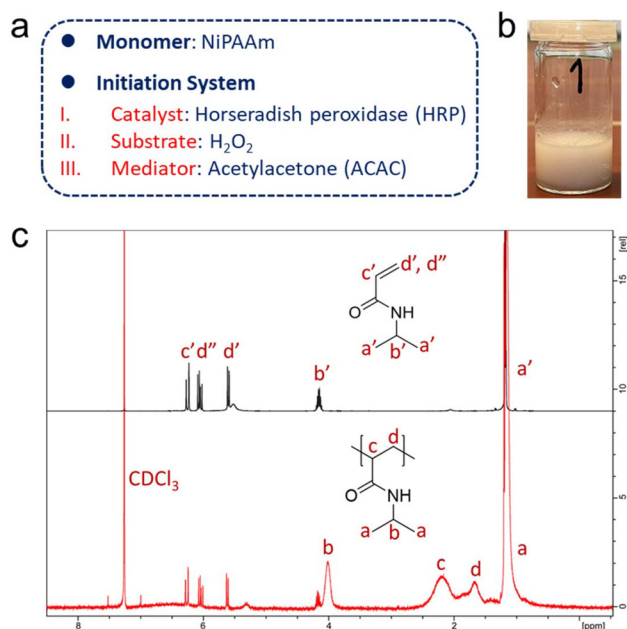 a
● Monomer: NiPAAm
● Initiation System
I. Catalyst: Horseradish peroxidase (HRP)
II. Substrate: H₂O₂
III. Mediator: Acetylacetone (ACAC)
b
1
c
[rel]
15
10
5
0
c’
d’, d”
O
NH
a’
b’
a’
c’
d”
d’
b’
a’
CDCl₃
c
d
O
NH
a
b
a
b
c
d
a
8
6
4
2
[ppm]